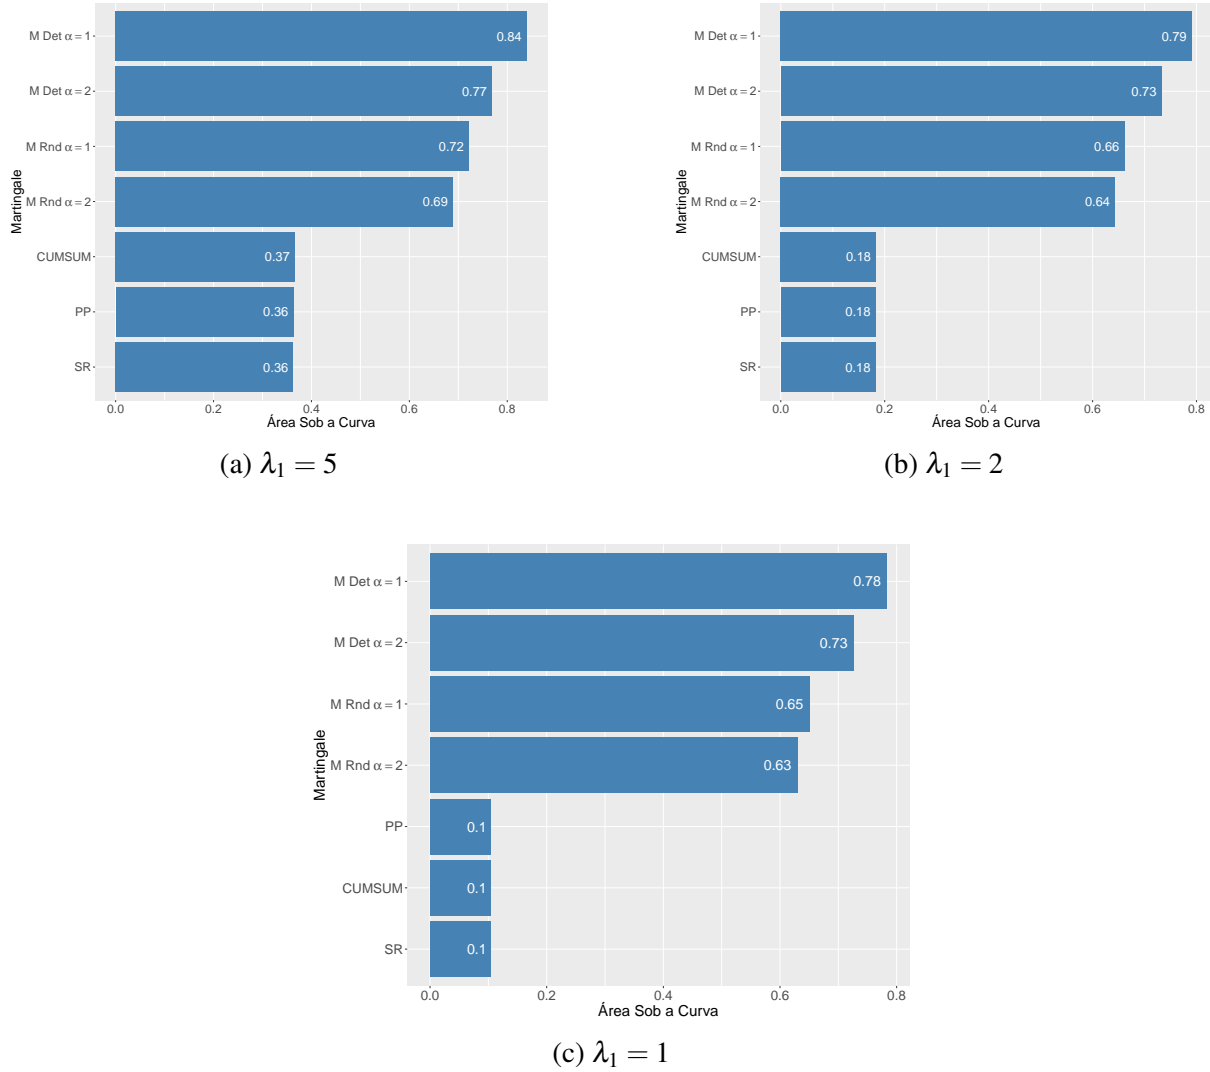 M Det α = 1
0.84
M Det α = 2
0.77
M Rnd α = 1
0.72
M Rnd α = 2
0.69
CUMSUM
0.37
PP
0.36
SR
0.36
Martingale
0.0 0.2 0.4 0.6 0.8
Área Sob a Curva
(a) λ₁ = 5
M Det α = 1
0.79
M Det α = 2
0.73
M Rnd α = 1
0.66
M Rnd α = 2
0.64
CUMSUM
0.18
PP
0.18
SR
0.18
Martingale
0.0 0.2 0.4 0.6 0.8
Área Sob a Curva
(b) λ₁ = 2
M Det α = 1
0.78
M Det α = 2
0.73
M Rnd α = 1
0.65
M Rnd α = 2
0.63
PP
0.1
CUMSUM
0.1
SR
0.1
Martingale
0.0 0.2 0.4 0.6 0.8
Área Sob a Curva
(c) λ₁ = 1